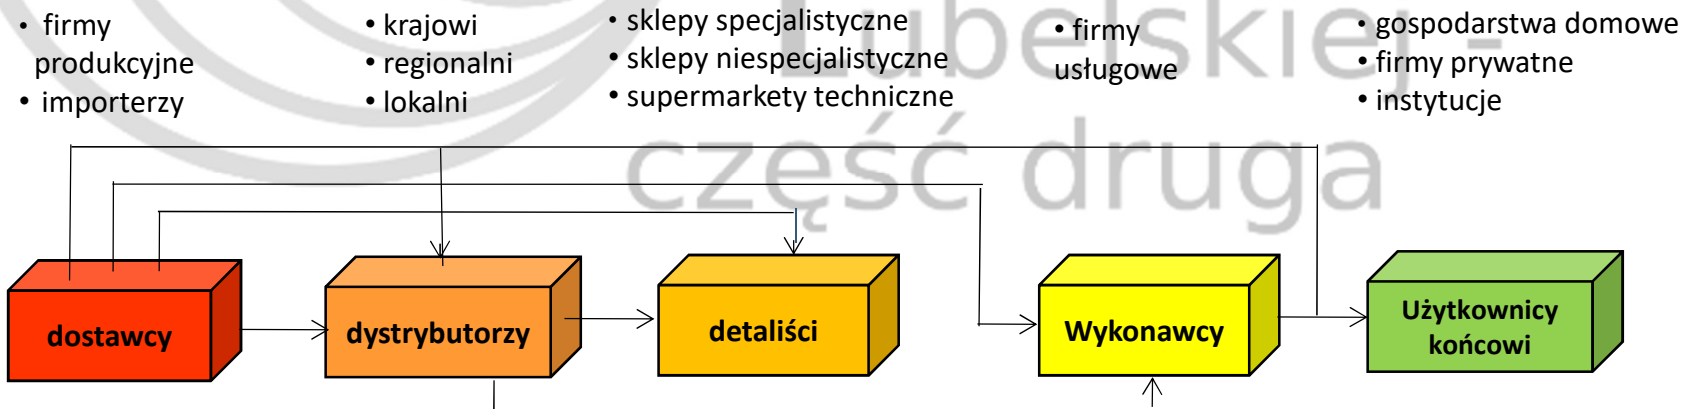 • firmy
produkcyjne
• importerzy
• krajowi
• regionalni
• lokalni
• sklepy specjalistyczne
• sklepy niespecjalistyczne
• supermarkety techniczne
• firmy
usługowe
• gospodarstwa domowe
• firmy prywatne
• instytucje
Lubelskiej -
część druga
dostawcy
dystrybutorzy
detaliści
Wykonawcy
Użytkownicy
końcowi